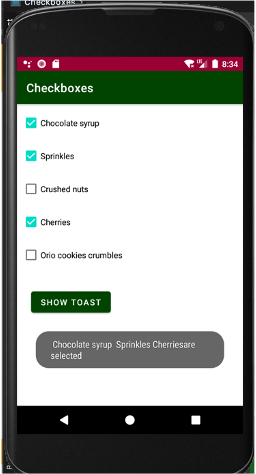 Checkboxes
8:34
Checkboxes
Chocolate syrup
Sprinkles
Crushed nuts
Cherries
Orio cookies crumbles
SHOW TOAST
Chocolate syrup Sprinkles Cherriesare
selected